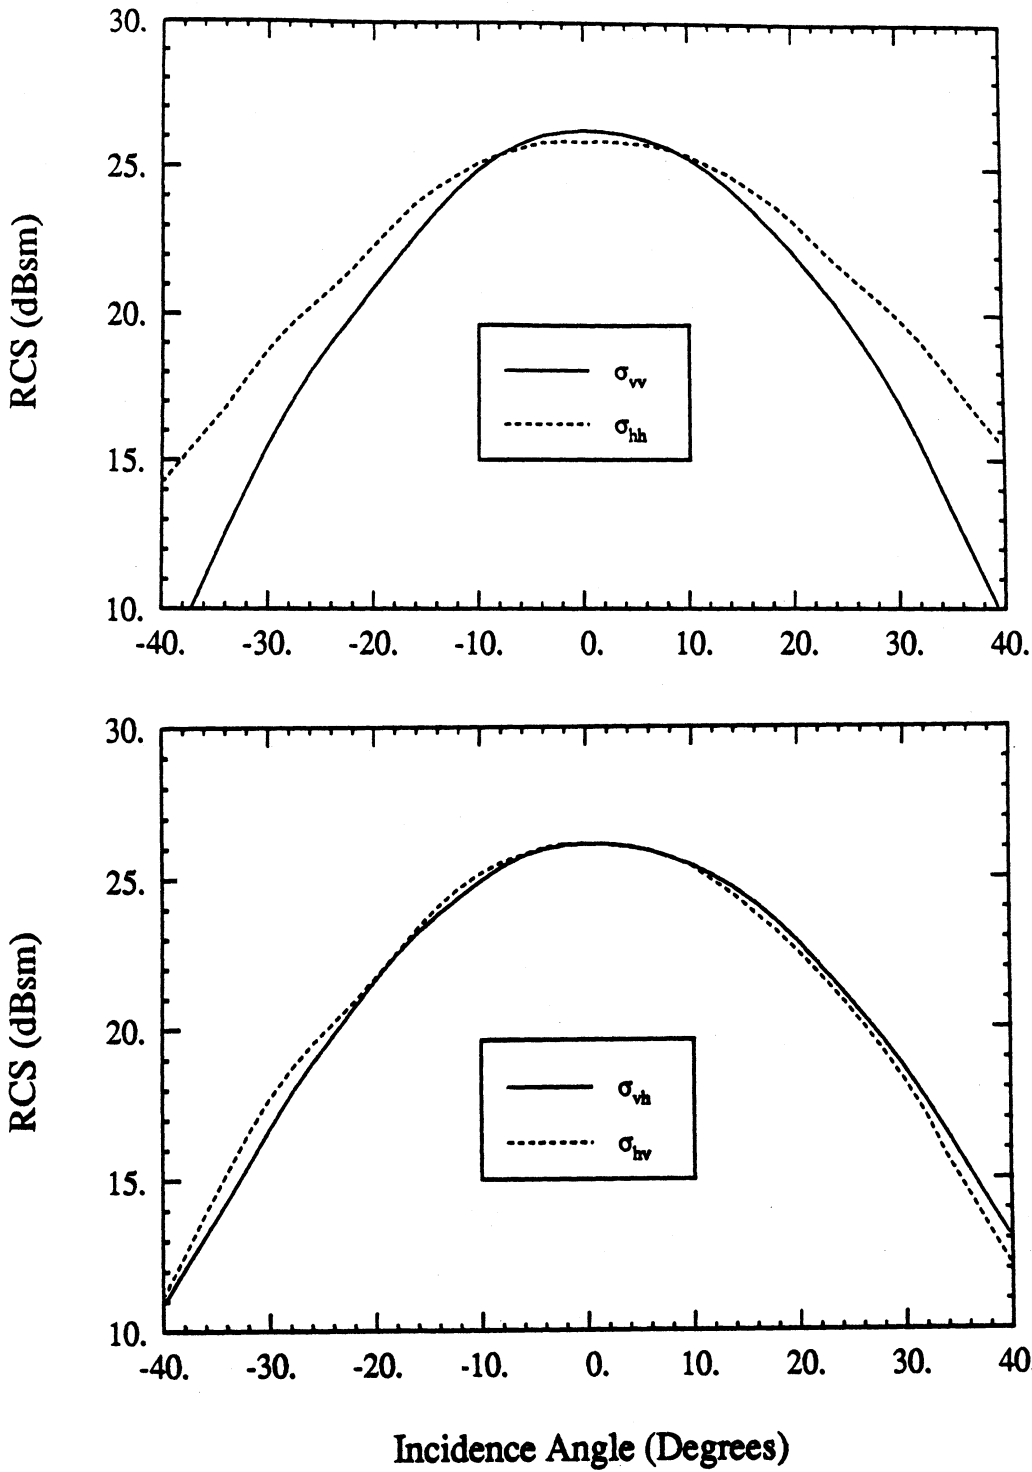 30.
25.
20.
15.
10.
RCS (dBsm)
σvv
σhh
-40. -30. -20. -10. 0. 10. 20. 30. 40.
30.
25.
20.
15.
10.
RCS (dBsm)
σvh
σhv
-40. -30. -20. -10. 0. 10. 20. 30. 40
Incidence Angle (Degrees)